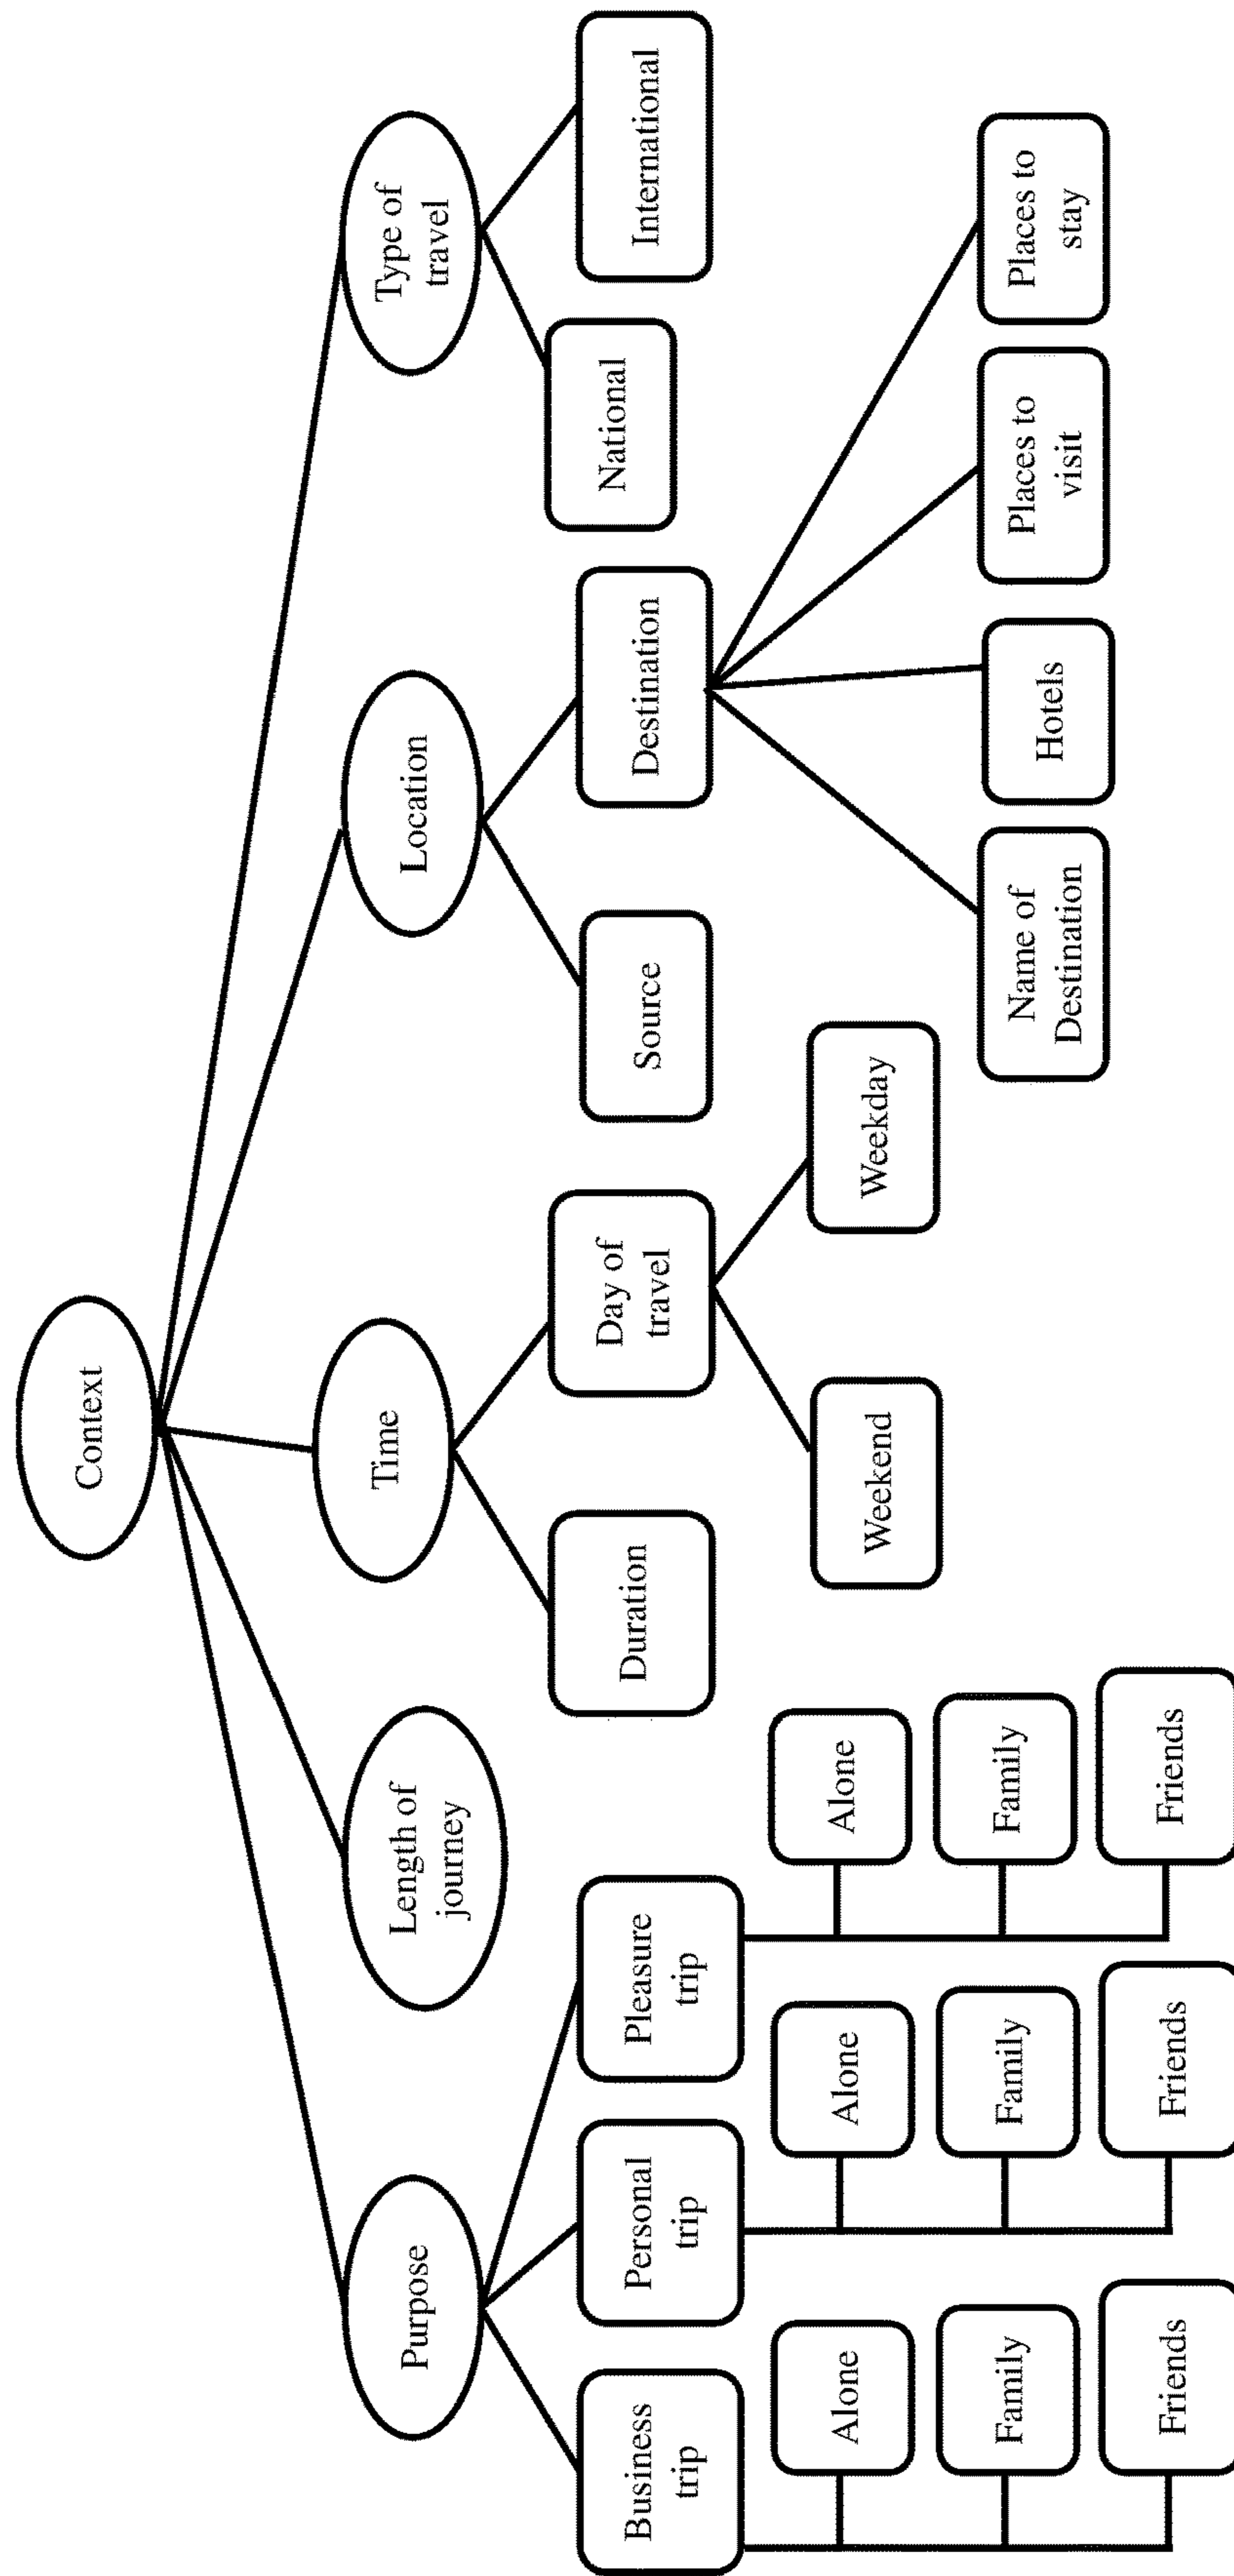 Context
Purpose
Length of
journey
Time
Location
Type of
travel
Business
trip
Personal
trip
Pleasure
trip
Duration
Day of
travel
Source
Destination
National
International
Alone
Family
Friends
Alone
Family
Friends
Alone
Family
Friends
Weekend
Weekday
Name of
Destination
Hotels
Places to
visit
Places to
stay